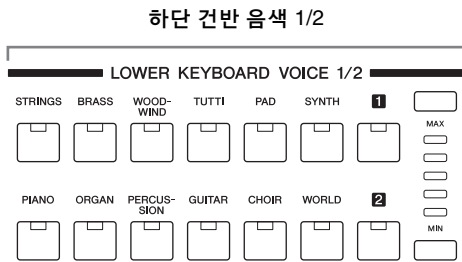 하단 건반 음색 1/2
LOWER KEYBOARD VOICE 1/2
STRINGS BRASS WOOD-WIND TUTTI PAD SYNTH 1
MAX
PIANO ORGAN PERCUS-SION GUITAR CHOIR WORLD 2
MIN